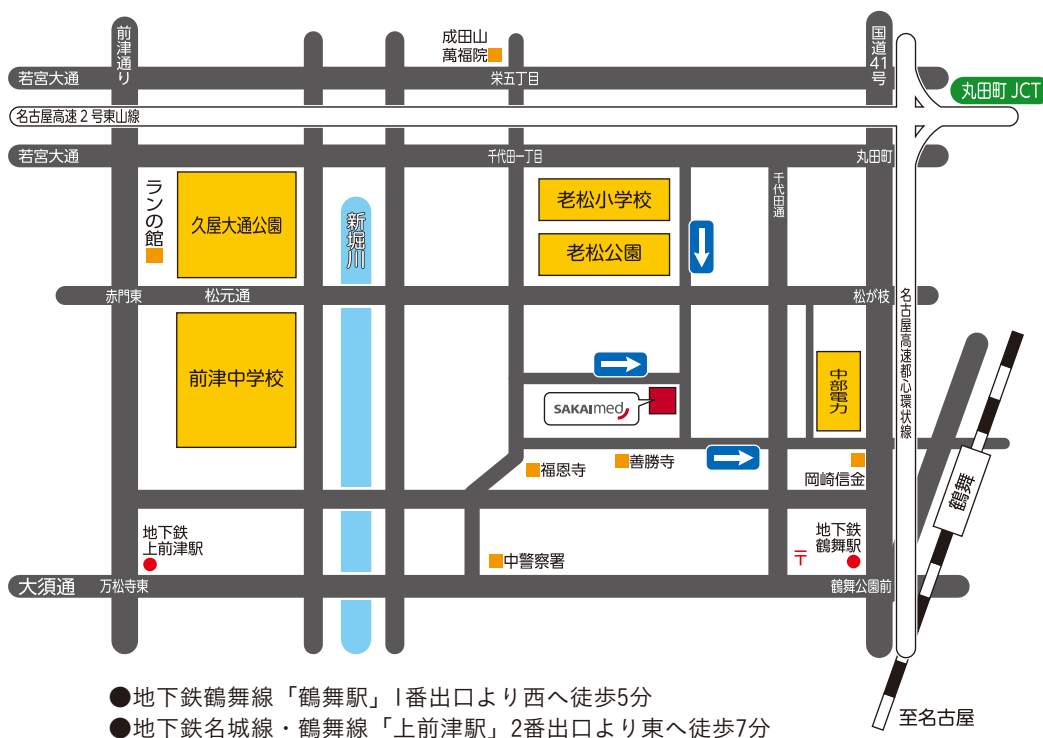 前津通り
成田山
萬福院
国道41号
若宮大通
栄五丁目
丸田町 JCT
名古屋高速2号東山線
若宮大通
千代田一丁目
丸田町
ランの館
久屋大通公園
新堀川
老松小学校
老松公園
千代田通
赤門東
松元通
松が枝
名古屋高速都心環状線
前津中学校
SAKAImed
中部電力
福恩寺
善勝寺
岡崎信金
鶴舞
地下鉄
上前津駅
中警察署
〒
地下鉄
鶴舞駅
大須通
万松寺東
鶴舞公園前
●地下鉄鶴舞線「鶴舞駅」1番出口より西へ徒歩5分
●地下鉄名城線・鶴舞線「上前津駅」2番出口より東へ徒歩7分
至名古屋